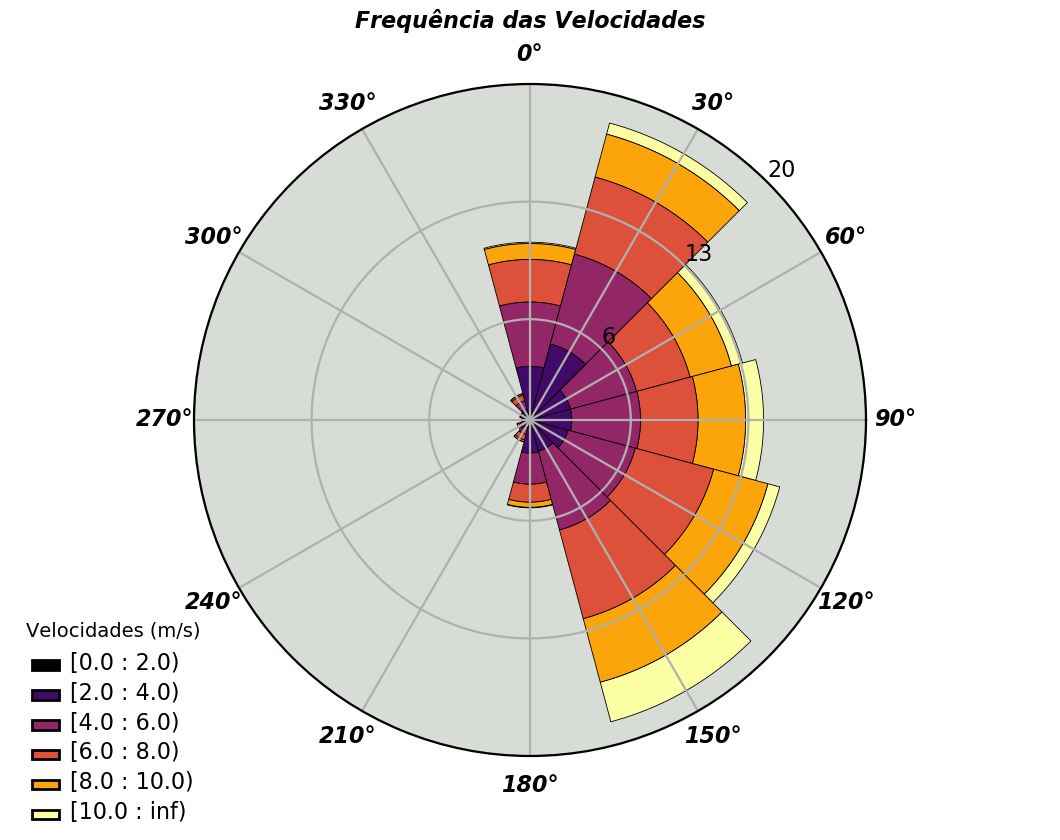 Frequência das Velocidades
0°
330°
30°
20
300°
60°
13
6
270°
90°
240°
120°
210°
150°
180°
Velocidades (m/s)
[0.0 : 2.0)
[2.0 : 4.0)
[4.0 : 6.0)
[6.0 : 8.0)
[8.0 : 10.0)
[10.0 : inf)